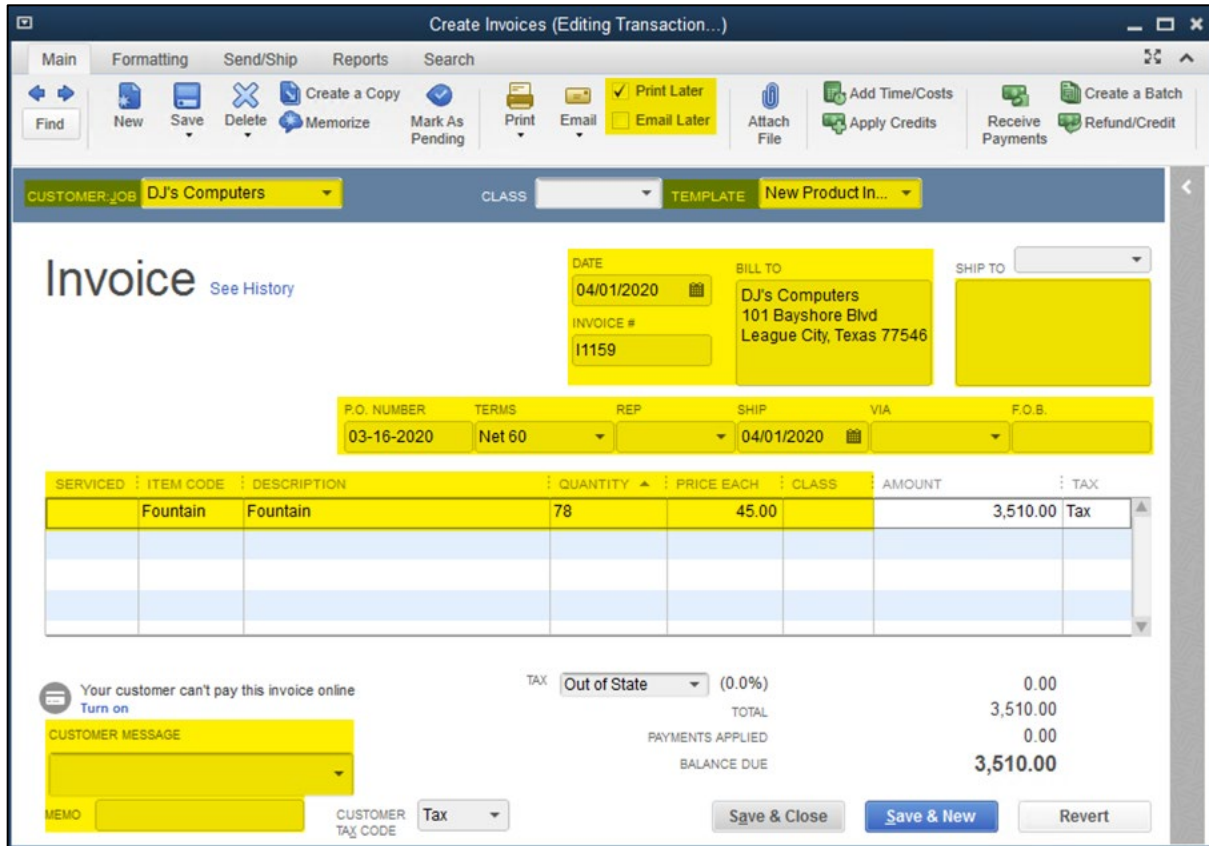 Create Invoices (Editing Transaction...)
Main Formatting Send/Ship Reports Search
Find
New
Save
Delete
Create a Copy
Memorize
Mark As
Pending
Print
Email
Print Later
Email Later
Attach
File
Add Time/Costs
Apply Credits
Receive
Payments
Create a Batch
Refund/Credit
CUSTOMER:JOB DJ's Computers CLASS TEMPLATE New Product In...
Invoice See History
DATE
04/01/2020
INVOICE #
I1159
BILL TO
DJ's Computers
101 Bayshore Blvd
League City, Texas 77546
SHIP TO
P.O. NUMBER TERMS REP SHIP VIA F.O.B.
03-16-2020 Net 60 04/01/2020
SERVICED ITEM CODE DESCRIPTION QUANTITY PRICE EACH CLASS AMOUNT TAX
Fountain Fountain 78 45.00 3,510.00 Tax
Your customer can't pay this invoice online
Turn on
CUSTOMER MESSAGE
MEMO
CUSTOMER
TAX CODE
Tax
TAX Out of State (0.0%) 0.00
TOTAL 3,510.00
PAYMENTS APPLIED 0.00
BALANCE DUE 3,510.00
Save & Close Save & New Revert